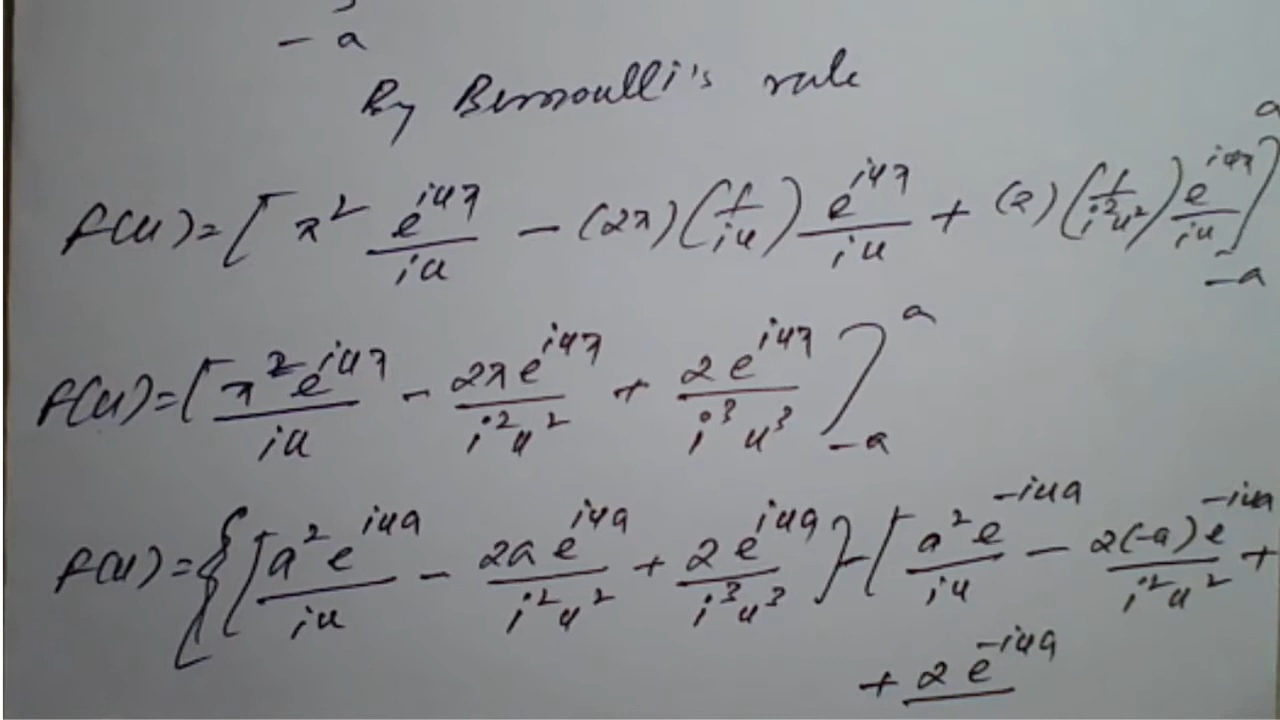 - a
By Bernoulli's rule
f(u) = [ x² e^{iux}/iu - (2x)(1/iu) e^{iux}/iu + (2)(1/i²u²) e^{iux}/iu ]_{-a}^{a}
f(u) = [ x² e^{iux}/iu - 2x e^{iux}/i²u² + 2 e^{iux}/i³u³ ]_{-a}^{a}
f(u) = { [ a² e^{iua}/iu - 2a e^{iua}/i²u² + 2 e^{iua}/i³u³ } - [ a² e^{-iua}/iu - 2(-a) e^{-iua}/i²u² +
+ 2 e^{-iua}